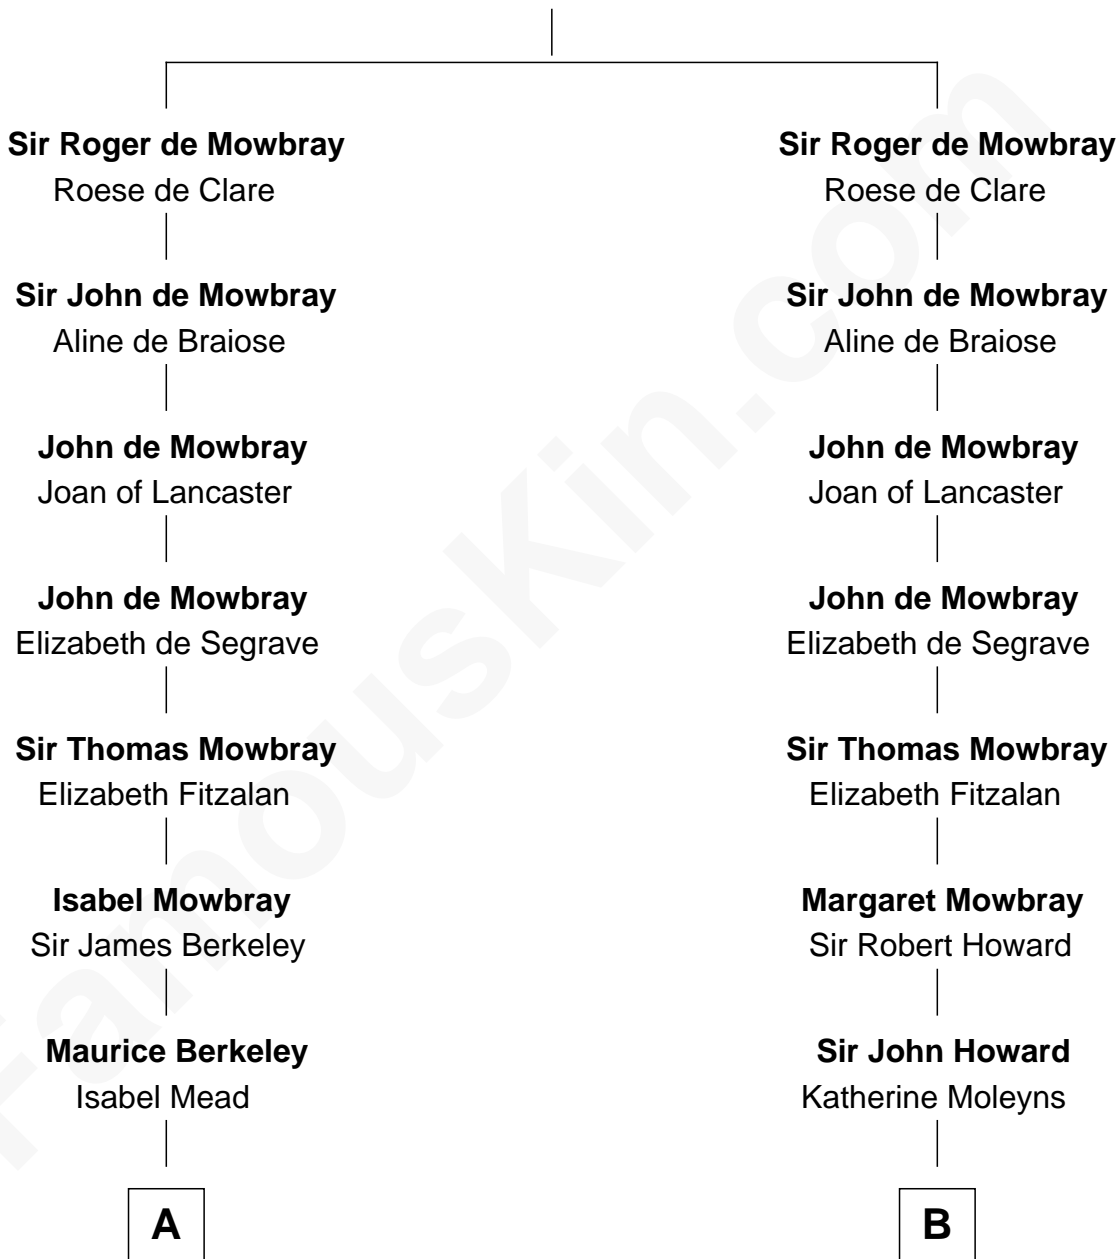 Sir Roger de Mowbray
Roese de Clare
Sir John de Mowbray
Aline de Braiose
John de Mowbray
Joan of Lancaster
John de Mowbray
Elizabeth de Segrave
Sir Thomas Mowbray
Elizabeth Fitzalan
Isabel Mowbray
Sir James Berkeley
Maurice Berkeley
Isabel Mead
A
Sir Roger de Mowbray
Roese de Clare
Sir John de Mowbray
Aline de Braiose
John de Mowbray
Joan of Lancaster
John de Mowbray
Elizabeth de Segrave
Sir Thomas Mowbray
Elizabeth Fitzalan
Margaret Mowbray
Sir Robert Howard
Sir John Howard
Katherine Moleyns
B
FamousKin.com